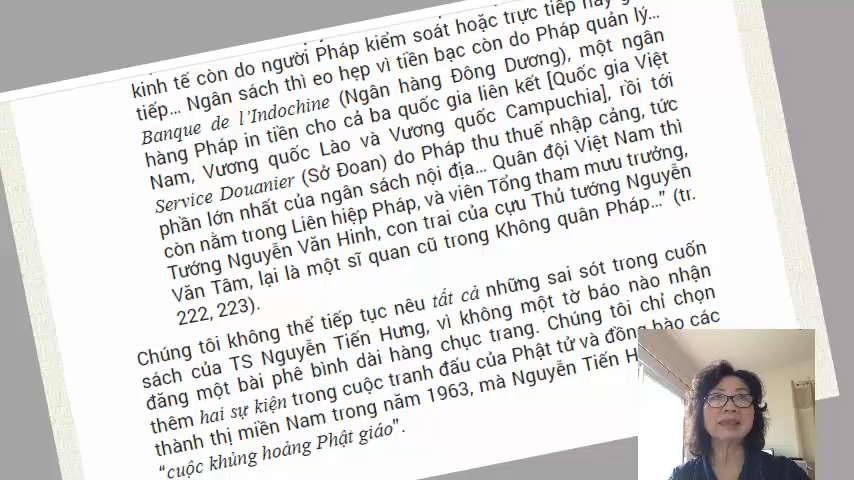 kinh tế còn do người Pháp kiểm soát hoặc trực tiếp hay g
tiếp... Ngân sách thì eo hẹp vì tiền bạc còn do Pháp quản lý...
Banque de l'Indochine (Ngân hàng Đông Dương), một ngân
hàng Pháp in tiền cho cả ba quốc gia liên kết [Quốc gia Việt
Nam, Vương quốc Lào và Vương quốc Campuchia], rồi tới
Service Douanier (Sở Đoan) do Pháp thu thuế nhập cảng, tức
phần lớn nhất của ngân sách nội địa... Quân đội Việt Nam thì
còn nằm trong Liên hiệp Pháp, và viên Tổng tham mưu trưởng,
Tướng Nguyễn Văn Hinh, con trai của cựu Thủ tướng Nguyễn
Văn Tâm, lại là một sĩ quan cũ trong Không quân Pháp..." (tr.
222, 223).
Chúng tôi không thể tiếp tục nêu tất cả những sai sót trong cuốn
sách của TS Nguyễn Tiến Hưng, vì không một tờ báo nào nhận
đăng một bài phê bình dài hàng chục trang. Chúng tôi chỉ chọn
thêm hai sự kiện trong cuộc tranh đấu của Phật tử và đồng bào các
thành thị miền Nam trong năm 1963, mà Nguyễn Tiến H
"cuộc khủng hoảng Phật giáo".